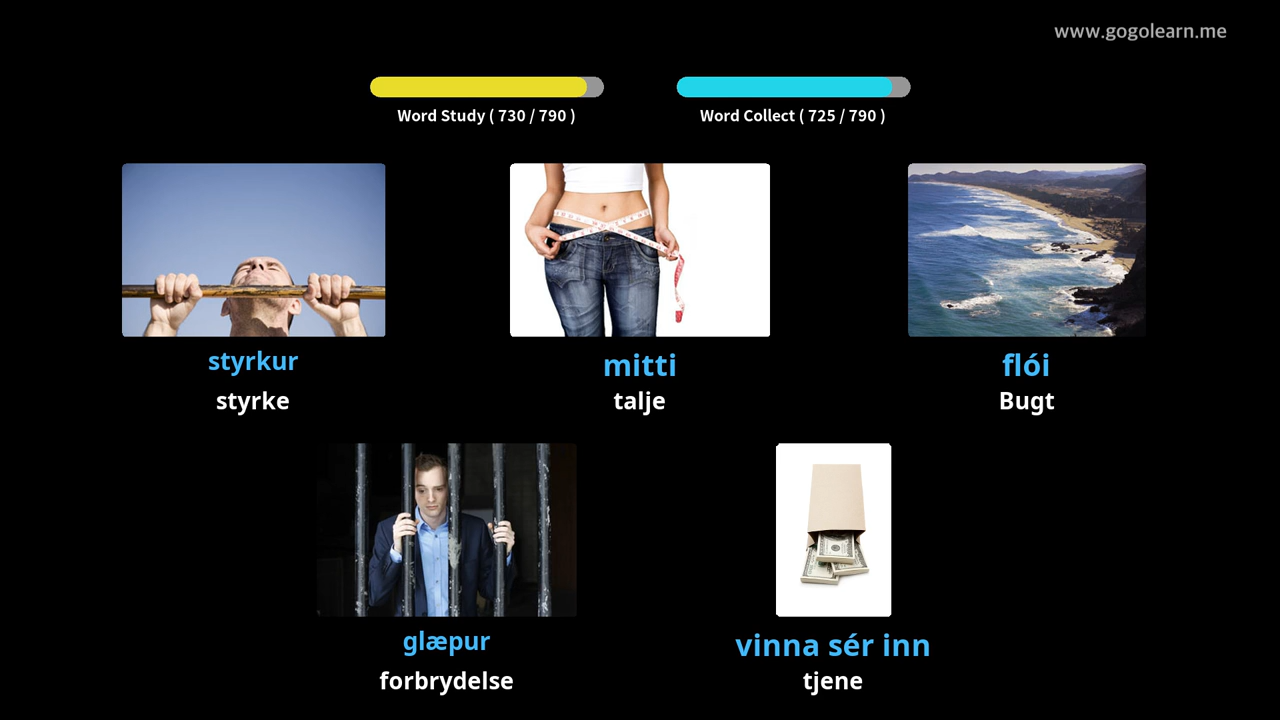 www.gogolearn.me
Word Study ( 730 / 790 )
Word Collect ( 725 / 790 )
styrkur
styrke
mitti
talje
flói
Bugt
glæpur
forbrydelse
vinna sér inn
tjene